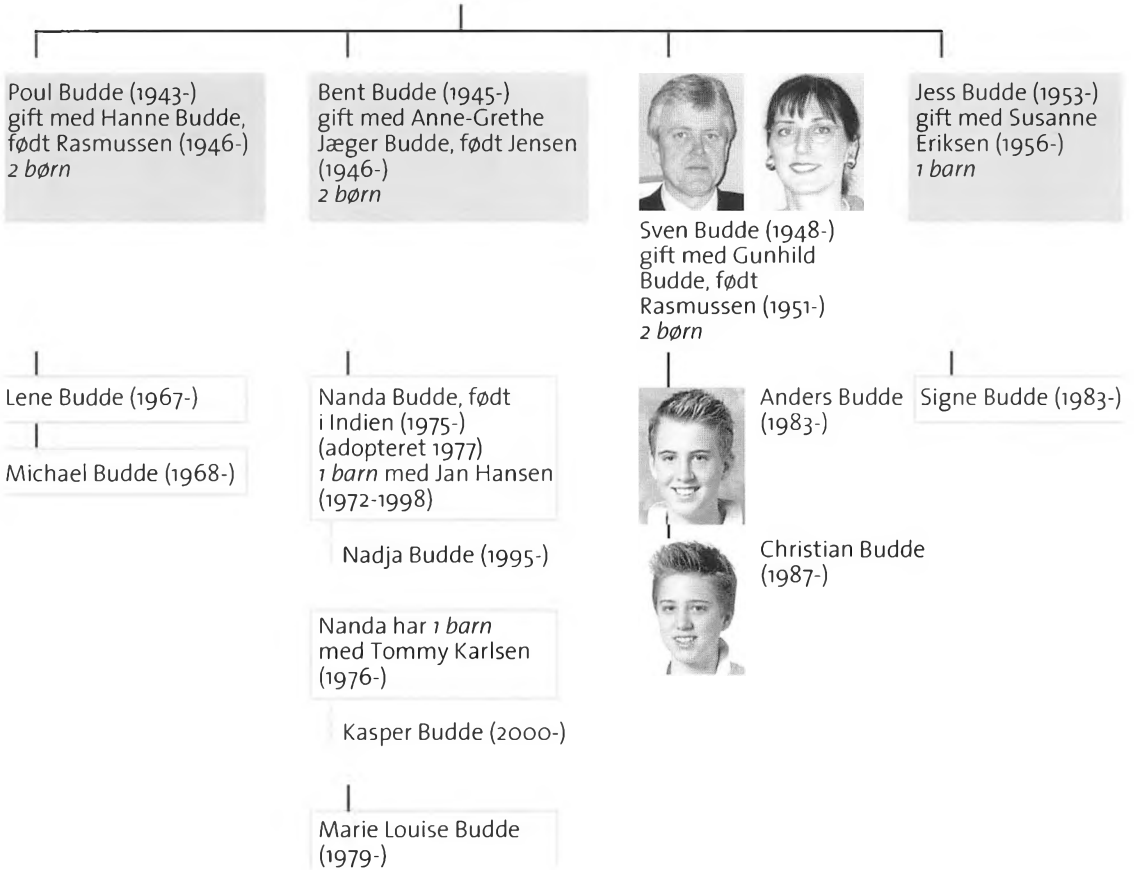 Poul Budde (1943-)
gift med Hanne Budde,
født Rasmussen (1946-)
2 børn
Bent Budde (1945-)
gift med Anne-Grethe
Jæger Budde, født Jensen
(1946-)
2 børn
Sven Budde (1948-)
gift med Gunhild
Budde, født
Rasmussen (1951-)
2 børn
Jess Budde (1953-)
gift med Susanne
Eriksen (1956-)
1 barn
Lene Budde (1967-)
Michael Budde (1968-)
Nanda Budde, født
i Indien (1975-)
(adopteret 1977)
1 barn med Jan Hansen
(1972-1998)
Nadja Budde (1995-)
Nanda har 1 barn
med Tommy Karlsen
(1976-)
Kasper Budde (2000-)
Marie Louise Budde
(1979-)
Anders Budde
(1983-)
Christian Budde
(1987-)
Signe Budde (1983-)